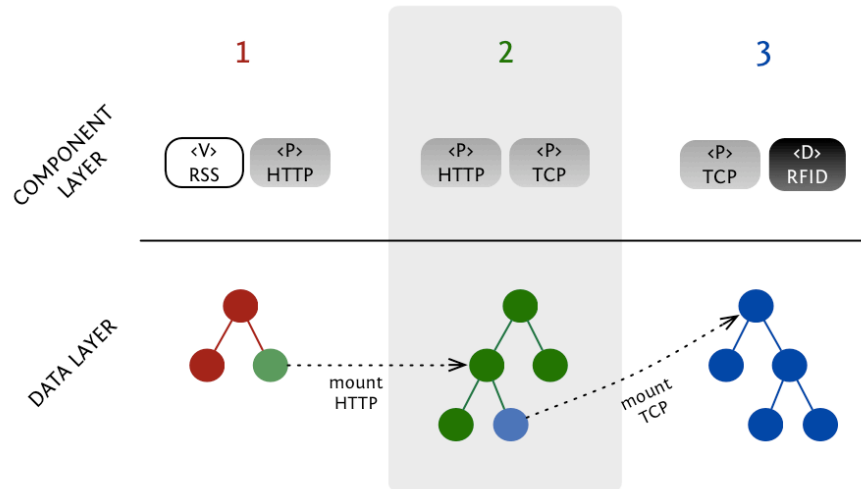 1
2
3
COMPONENT
LAYER
<V>
RSS
<P>
HTTP
<P>
HTTP
<P>
TCP
<P>
TCP
<D>
RFID
DATA LAYER
mount
HTTP
mount
TCP